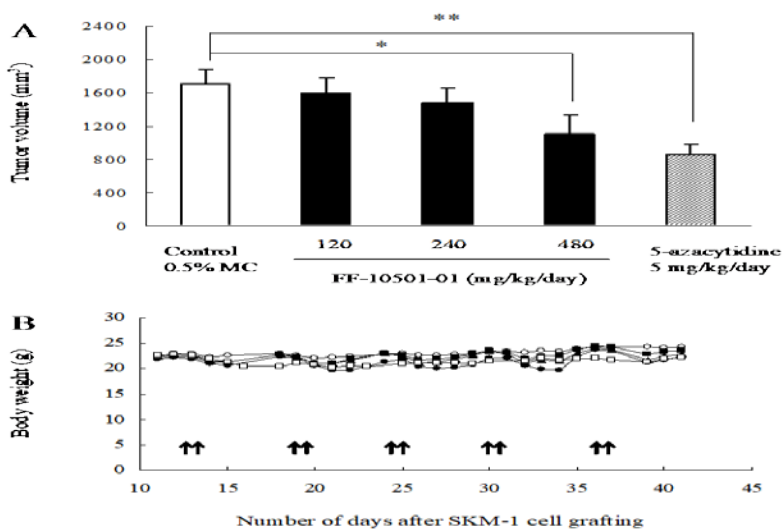 A
**
*
Tumor volume (mm³)
2400
2000
1600
1200
800
400
0
Control
0.5% MC
120
240
480
FF-10501-01 (mg/kg/day)
5-azacytidine
5 mg/kg/day
B
Body weight (g)
30
25
20
15
10
5
0
10
15
20
25
30
35
40
45
Number of days after SKM-1 cell grafting